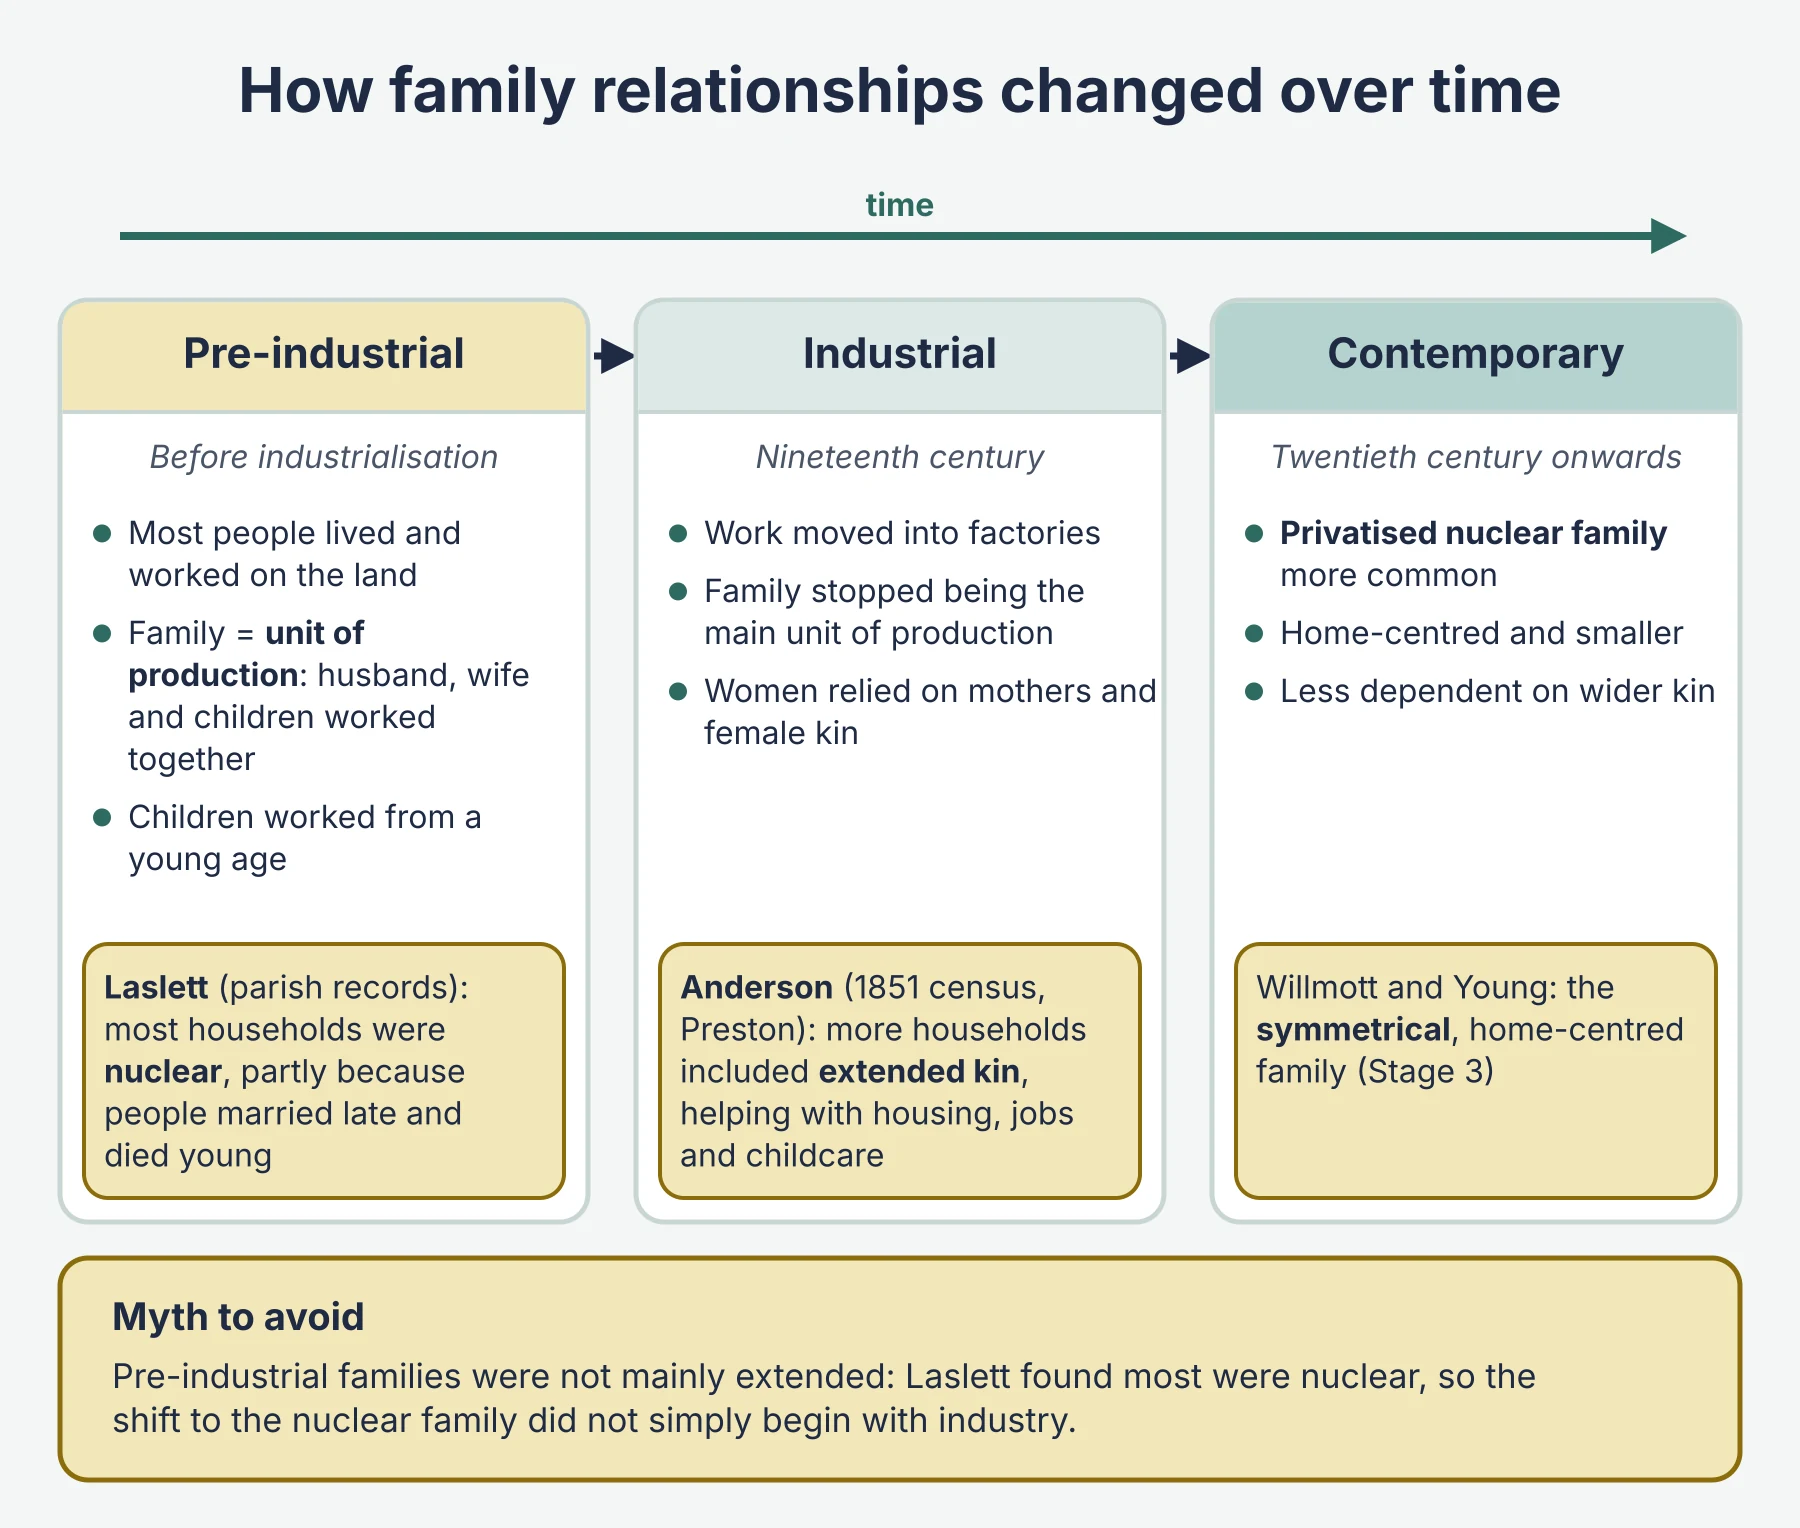 How family relationships changed over time
time
Pre-industrial
Before industrialisation
Most people lived and
worked on the land
Family = unit of
production: husband, wife
and children worked
together
Children worked from a
young age
Laslett (parish records):
most households were
nuclear, partly because
people married late and
died young
Industrial
Nineteenth century
Work moved into factories
Family stopped being the
main unit of production
Women relied on mothers and
female kin
Anderson (1851 census,
Preston): more households
included extended kin,
helping with housing, jobs
and childcare
Contemporary
Twentieth century onwards
Privatised nuclear family
more common
Home-centred and smaller
Less dependent on wider kin
Willmott and Young: the
symmetrical, home-centred
family (Stage 3)
Myth to avoid
Pre-industrial families were not mainly extended: Laslett found most were nuclear, so the
shift to the nuclear family did not simply begin with industry.